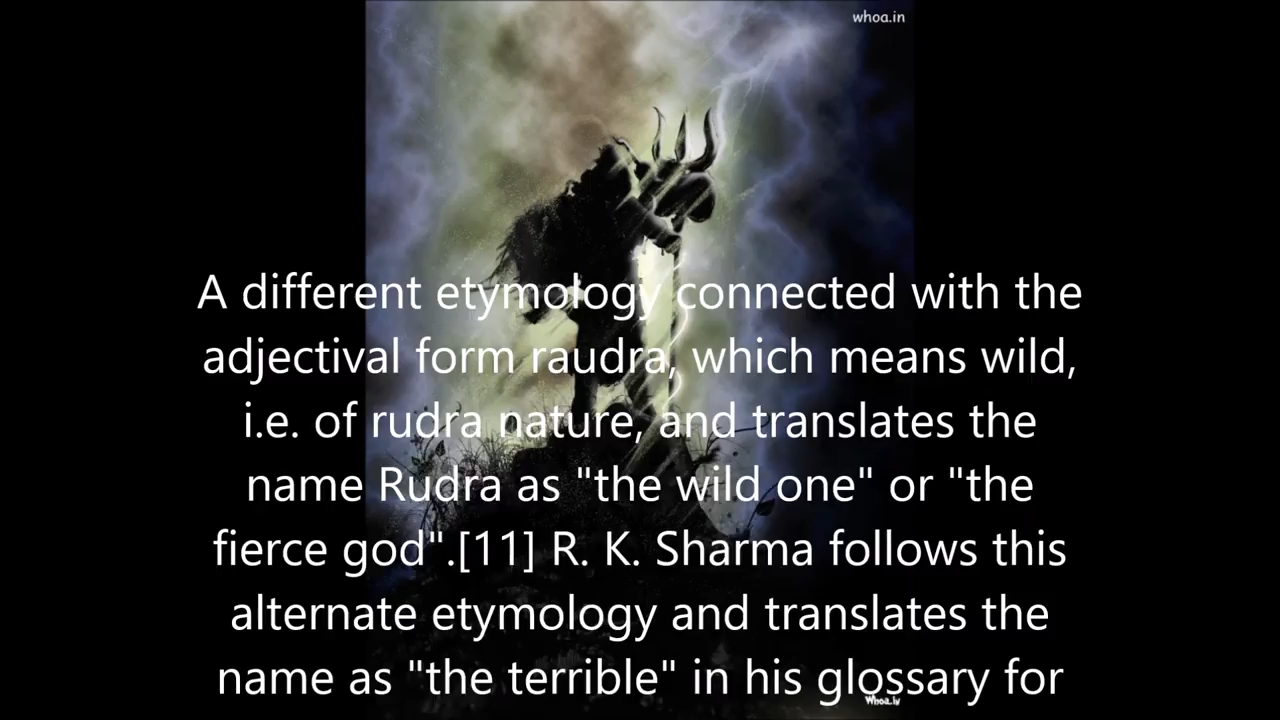 whoa.in
A different etymology connected with the
adjectival form raudra, which means wild,
i.e. of rudra nature, and translates the
name Rudra as "the wild one" or "the
fierce god".[11] R. K. Sharma follows this
alternate etymology and translates the
name as "the terrible" in his glossary for
Whoa.in